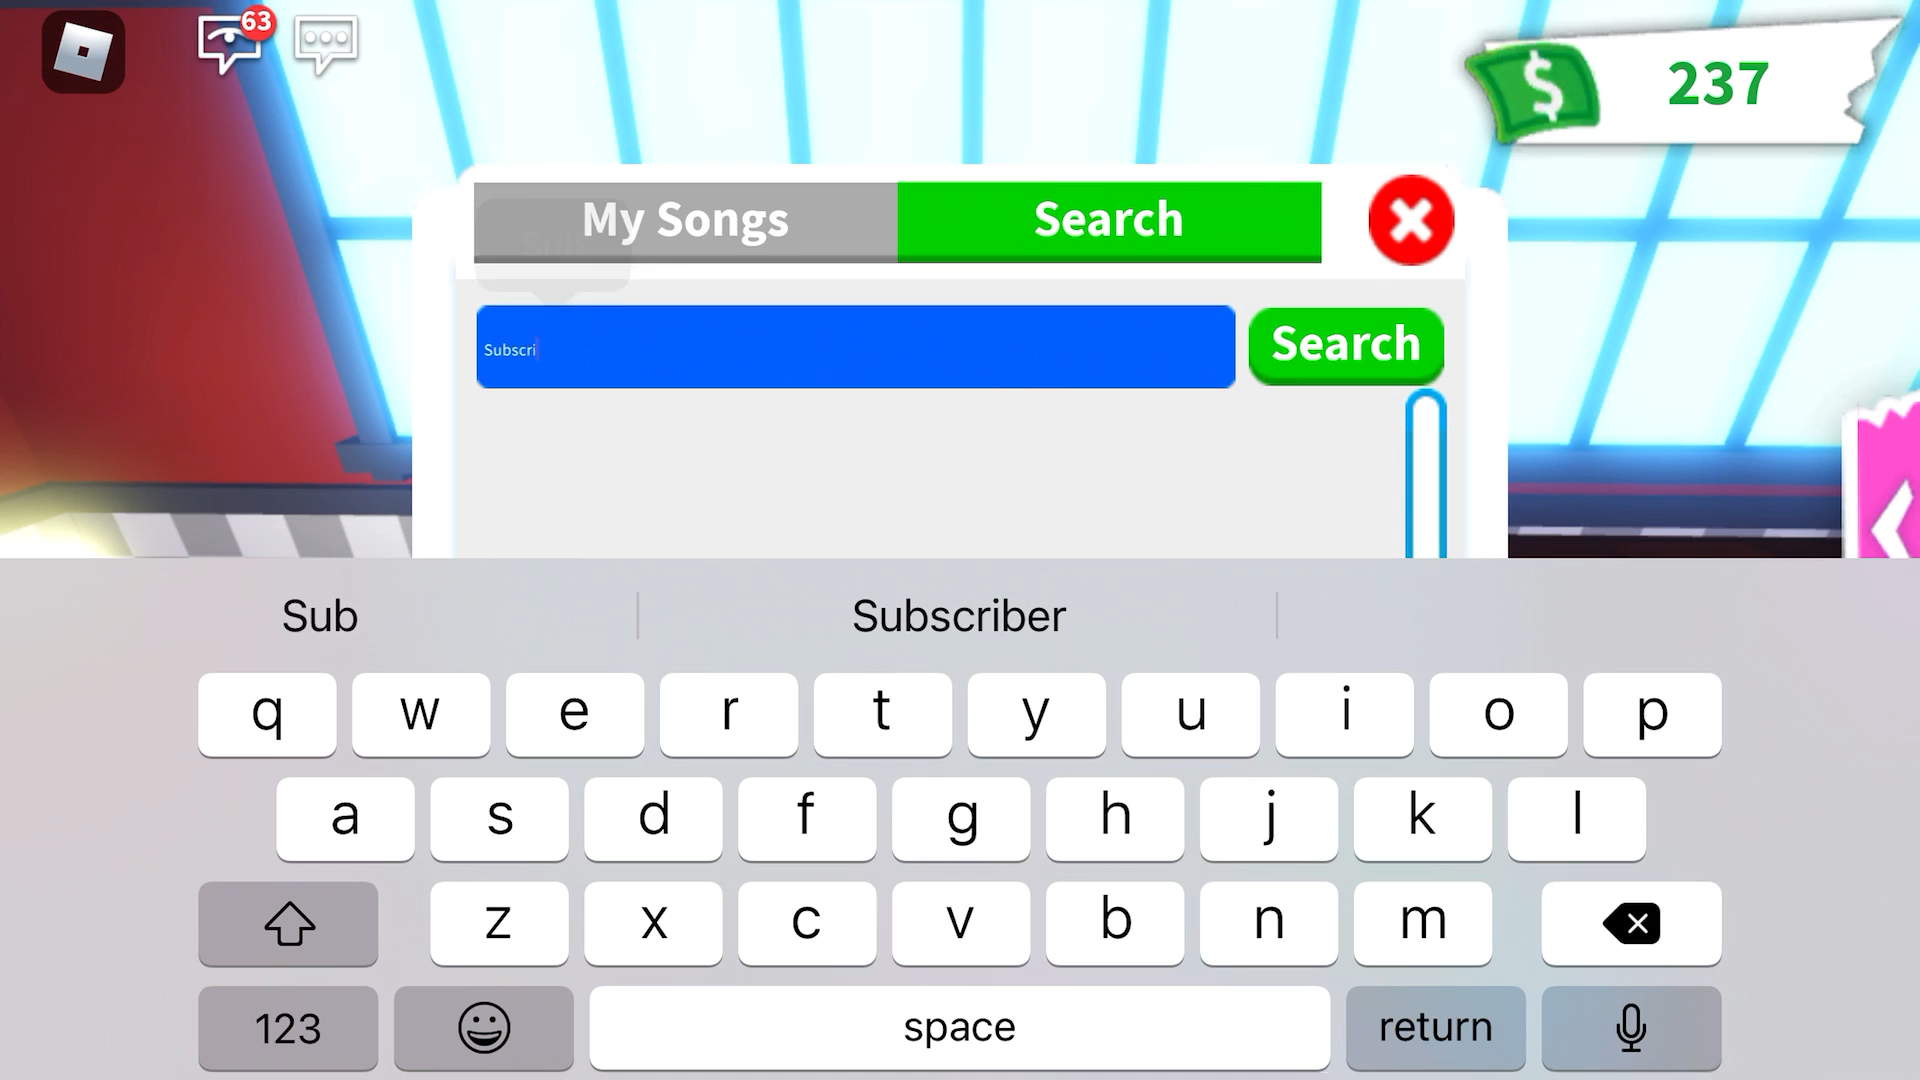 63
237
My Songs
Search
Subscri
Search
Sub
Subscriber
q w e r t y u i o p
a s d f g h j k l
z x c v b n m
123
space
return